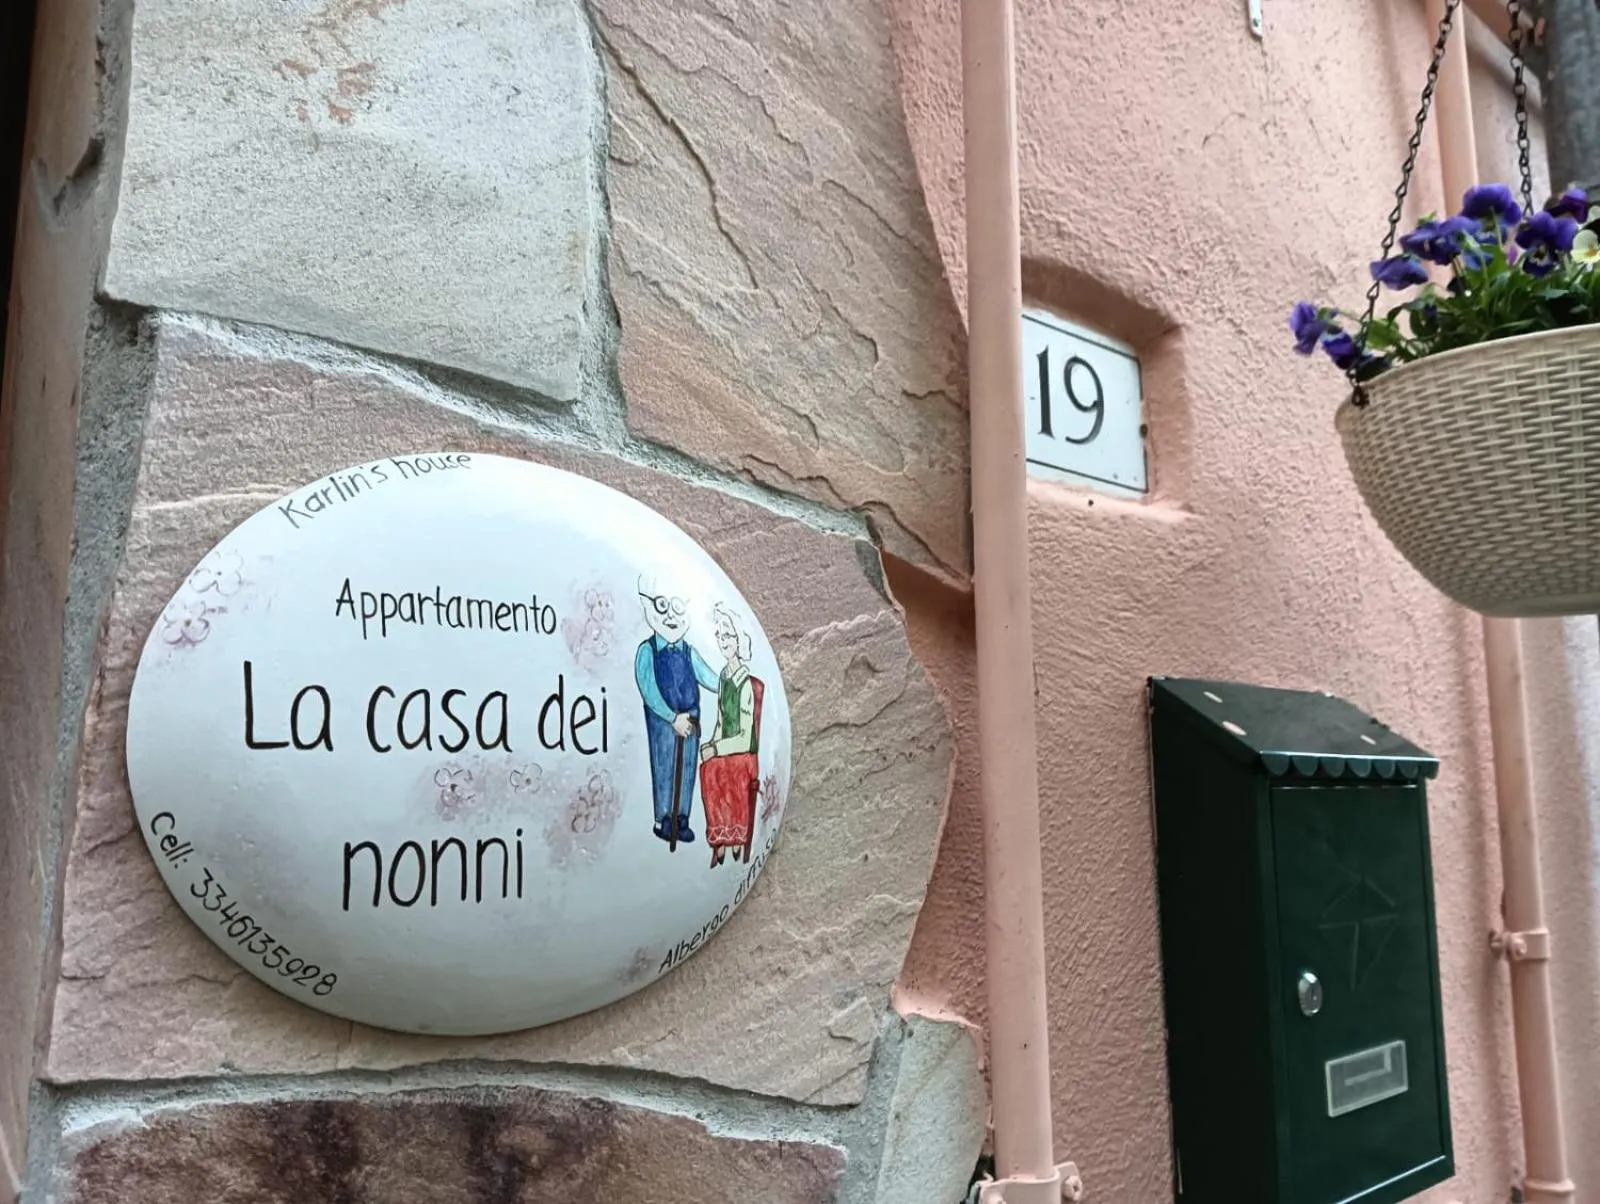 Karlin's house
Appartamento
La casa dei
nonni
Cell: 3346135928
Albergo diffuso
19